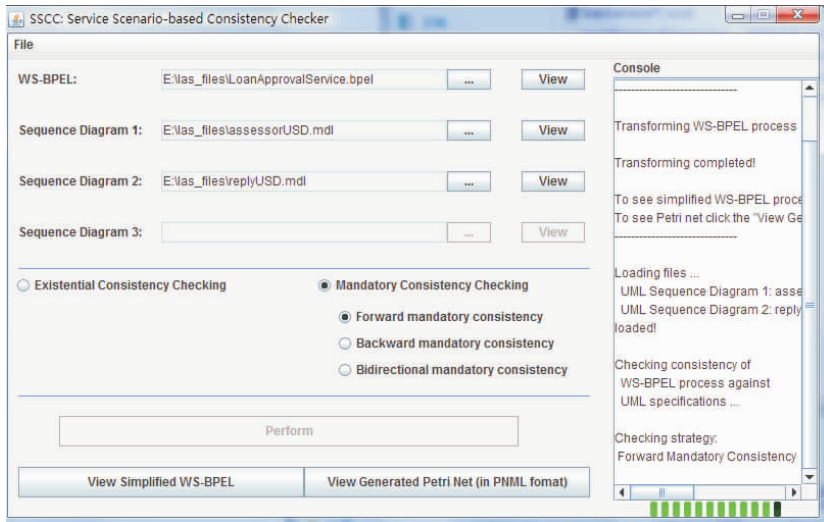 SSCC: Service Scenario-based Consistency Checker
File
WS-BPEL: E:\las_files\LoanApprovalService.bpel ... View
Sequence Diagram 1: E:\las_files\assessorUSD.mdl ... View
Sequence Diagram 2: E:\las_files\replyUSD.mdl ... View
Sequence Diagram 3: ... View
Existential Consistency Checking
Mandatory Consistency Checking
Forward mandatory consistency
Backward mandatory consistency
Bidirectional mandatory consistency
Perform
View Simplified WS-BPEL
View Generated Petri Net (in PNML fomat)
Console
------------------------------
Transforming WS-BPEL process
Transforming completed!
To see simplified WS-BPEL proce
To see Petri net click the "View Ge
------------------------------
Loading files ...
UML Sequence Diagram 1: asse
UML Sequence Diagram 2: reply
loaded!
Checking consistency of
WS-BPEL process against
UML specifications ...
Checking strategy:
Forward Mandatory Consistency